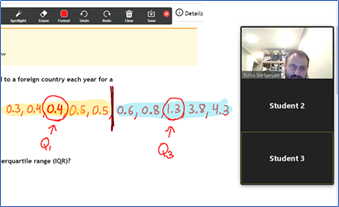 Spotlight Eraser Format Undo Redo Clear Save
Details
ew
d to a foreign country each year for a
0.3, 0.4, 0.4, 0.5, 0.5, 0.6, 0.8, 1.3, 3.8, 4.3
Q₁ Q₃
erquartile range (IQR)?
Student 2
Student 3